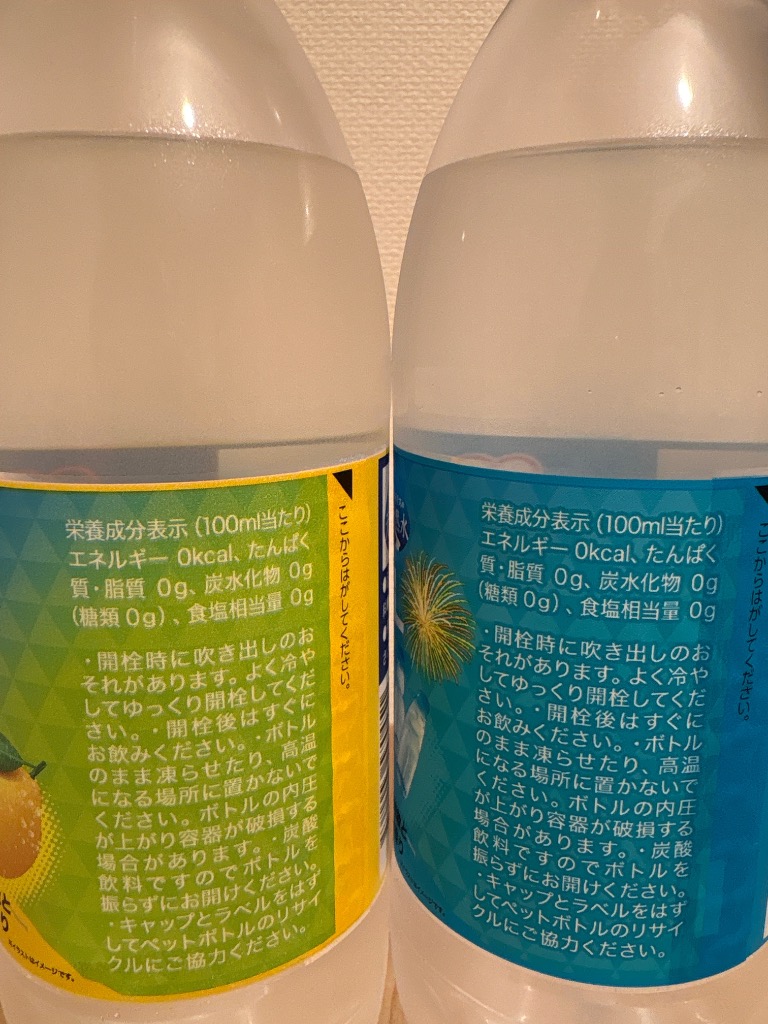 栄養成分表示 (100ml当たり)
エネルギー 0kcal、たんぱく
質・脂質 0g、炭水化物 0g
(糖類 0g)、食塩相当量 0g
・開栓時に吹き出しのお
それがあります。よく冷や
してゆっくり開栓してくだ
さい。・開栓後はすぐに
お飲みください。・ボトル
のまま凍らせたり、高温
になる場所に置かないで
ください。ボトルの内圧
が上がり容器が破損する
場合があります。・炭酸
飲料ですのでボトルを
振らずにお開けください。
・キャップとラベルをはず
してペットボトルのリサイ
クルにご協力ください。
ここからはがしてください。
※イラストはイメージです。
栄養成分表示 (100ml当たり)
エネルギー 0kcal、たんぱく
質・脂質 0g、炭水化物 0g
(糖類 0g)、食塩相当量 0g
・開栓時に吹き出しのお
それがあります。よく冷や
してゆっくり開栓してくだ
さい。・開栓後はすぐに
お飲みください。・ボトル
のまま凍らせたり、高温
になる場所に置かないで
ください。ボトルの内圧
が上がり容器が破損する
場合があります。・炭酸
飲料ですのでボトルを
振らずにお開けください。
・キャップとラベルをはず
してペットボトルのリサイ
クルにご協力ください。
ここからはがしてください。
水